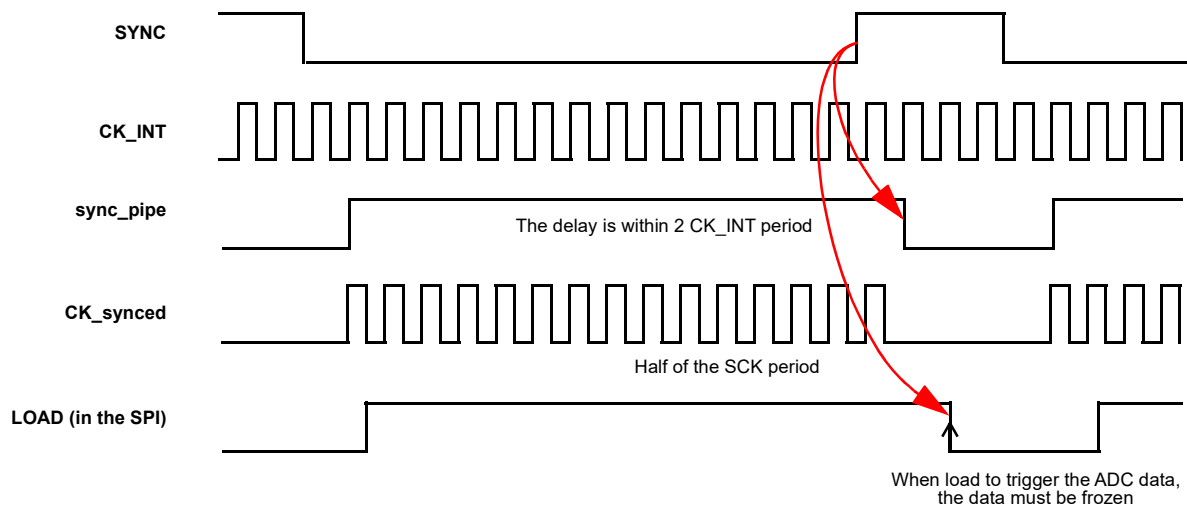 SYNC
CK_INT
sync_pipe
The delay is within 2 CK_INT period
CK_synced
Half of the SCK period
LOAD (in the SPI)
When load to trigger the ADC data,
the data must be frozen